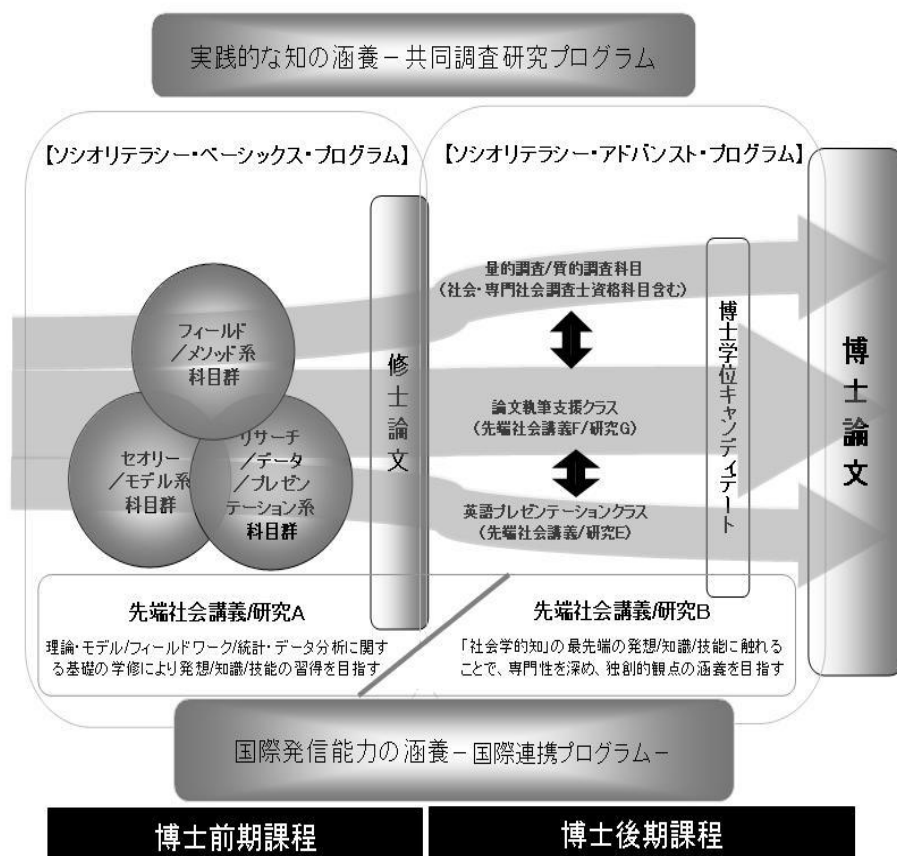 実践的な知の涵養－共同調査研究プログラム
【ソシオリテラシー・ベーシックス・プログラム】
【ソシオリテラシー・アドバンスト・プログラム】
フィールド
／メソッド系
科目群
セオリー
／モデル系
科目群
リサーチ
／データ
／プレゼン
テーション系
科目群
修士論文
量的調査/質的調査科目
（社会・専門社会調査士資格科目含む）
論文執筆支援クラス
（先端社会講義F/研究G）
英語プレゼンテーションクラス
（先端社会講義/研究E）
博士学位キャンディデート
博士論文
先端社会講義/研究A
理論・モデル/フィールドワーク/統計・データ分析に関す
る基礎の学修により発想/知識/技能の習得を目指す
先端社会講義/研究B
「社会学的知」の最先端の発想/知識/技能に触れる
ことで、専門性を深め、独創的観点の涵養を目指す
国際発信能力の涵養－国際連携プログラム－
博士前期課程
博士後期課程